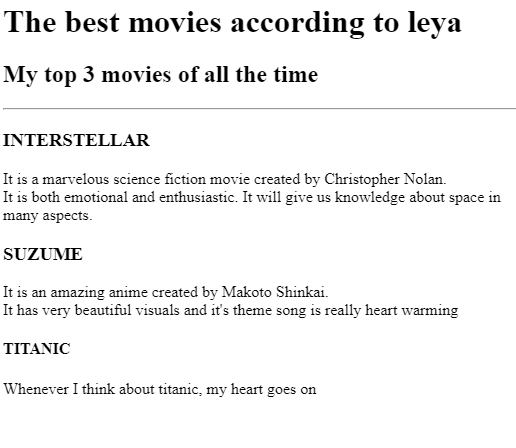 The best movies according to leya
My top 3 movies of all the time
INTERSTELLAR
It is a marvelous science fiction movie created by Christopher Nolan.
It is both emotional and enthusiastic. It will give us knowledge about space in
many aspects.
SUZUME
It is an amazing anime created by Makoto Shinkai.
It has very beautiful visuals and it's theme song is really heart warming
TITANIC
Whenever I think about titanic, my heart goes on